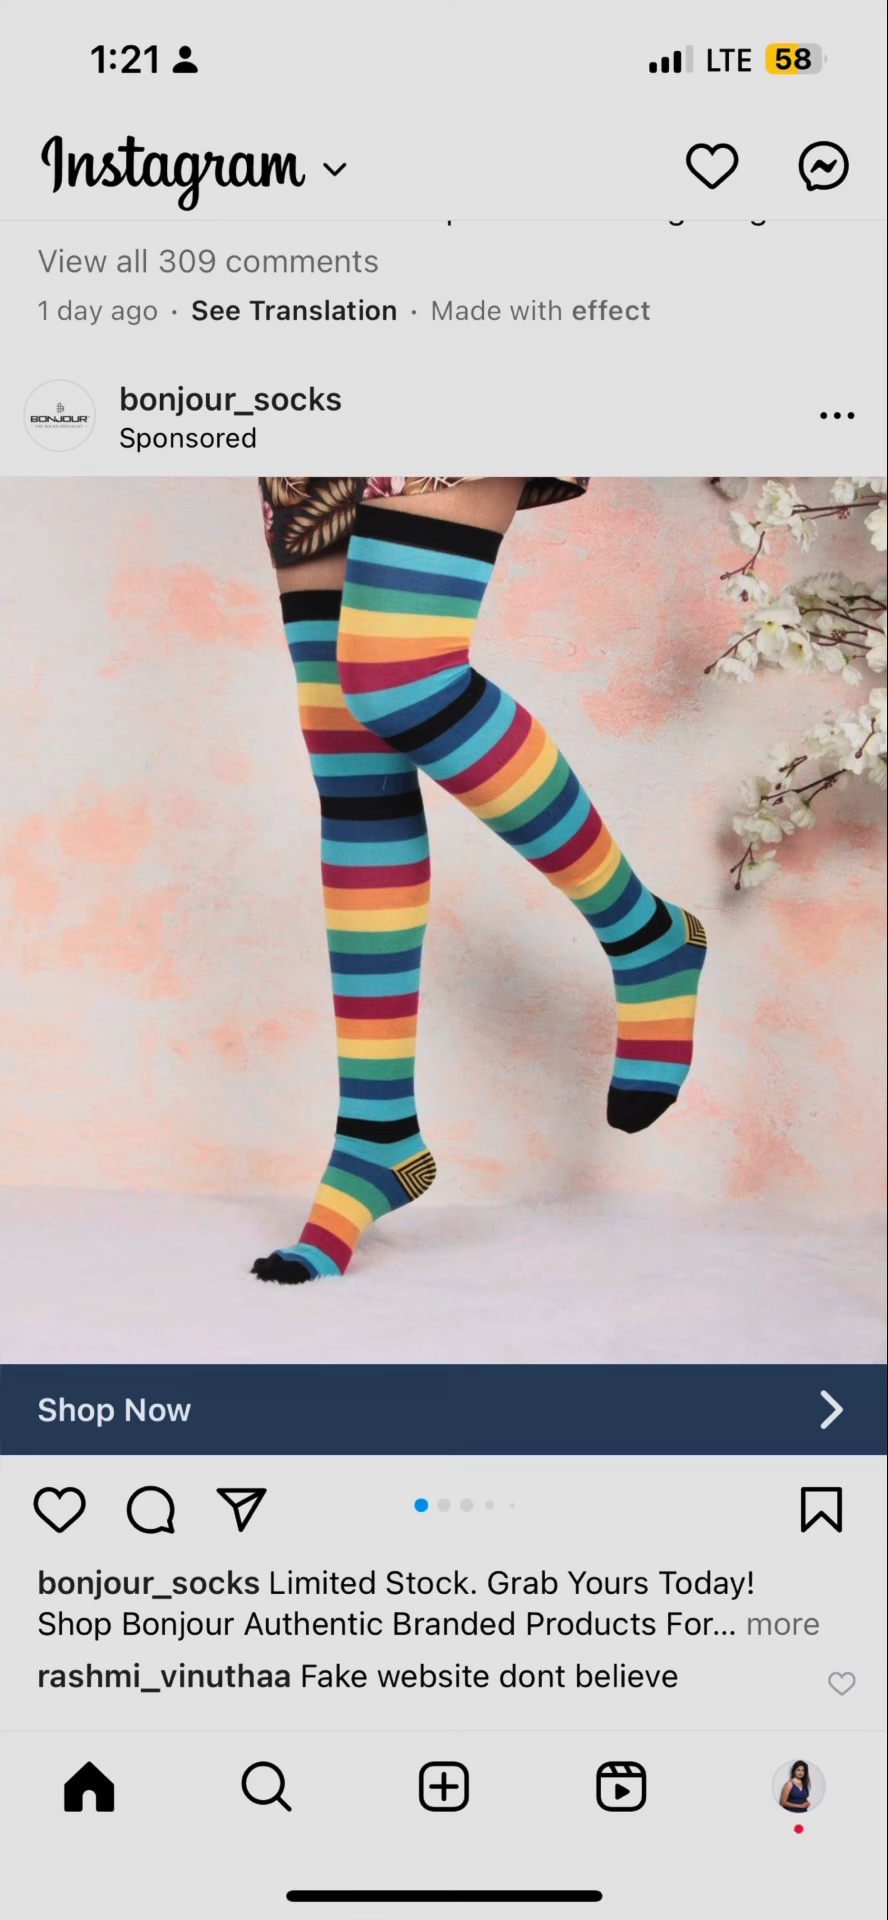 1:21 LTE 58
Instagram
View all 309 comments
1 day ago · See Translation · Made with effect
BONJOUR
bonjour_socks
Sponsored
Shop Now
bonjour_socks Limited Stock. Grab Yours Today!
Shop Bonjour Authentic Branded Products For... more
rashmi_vinuthaa Fake website dont believe